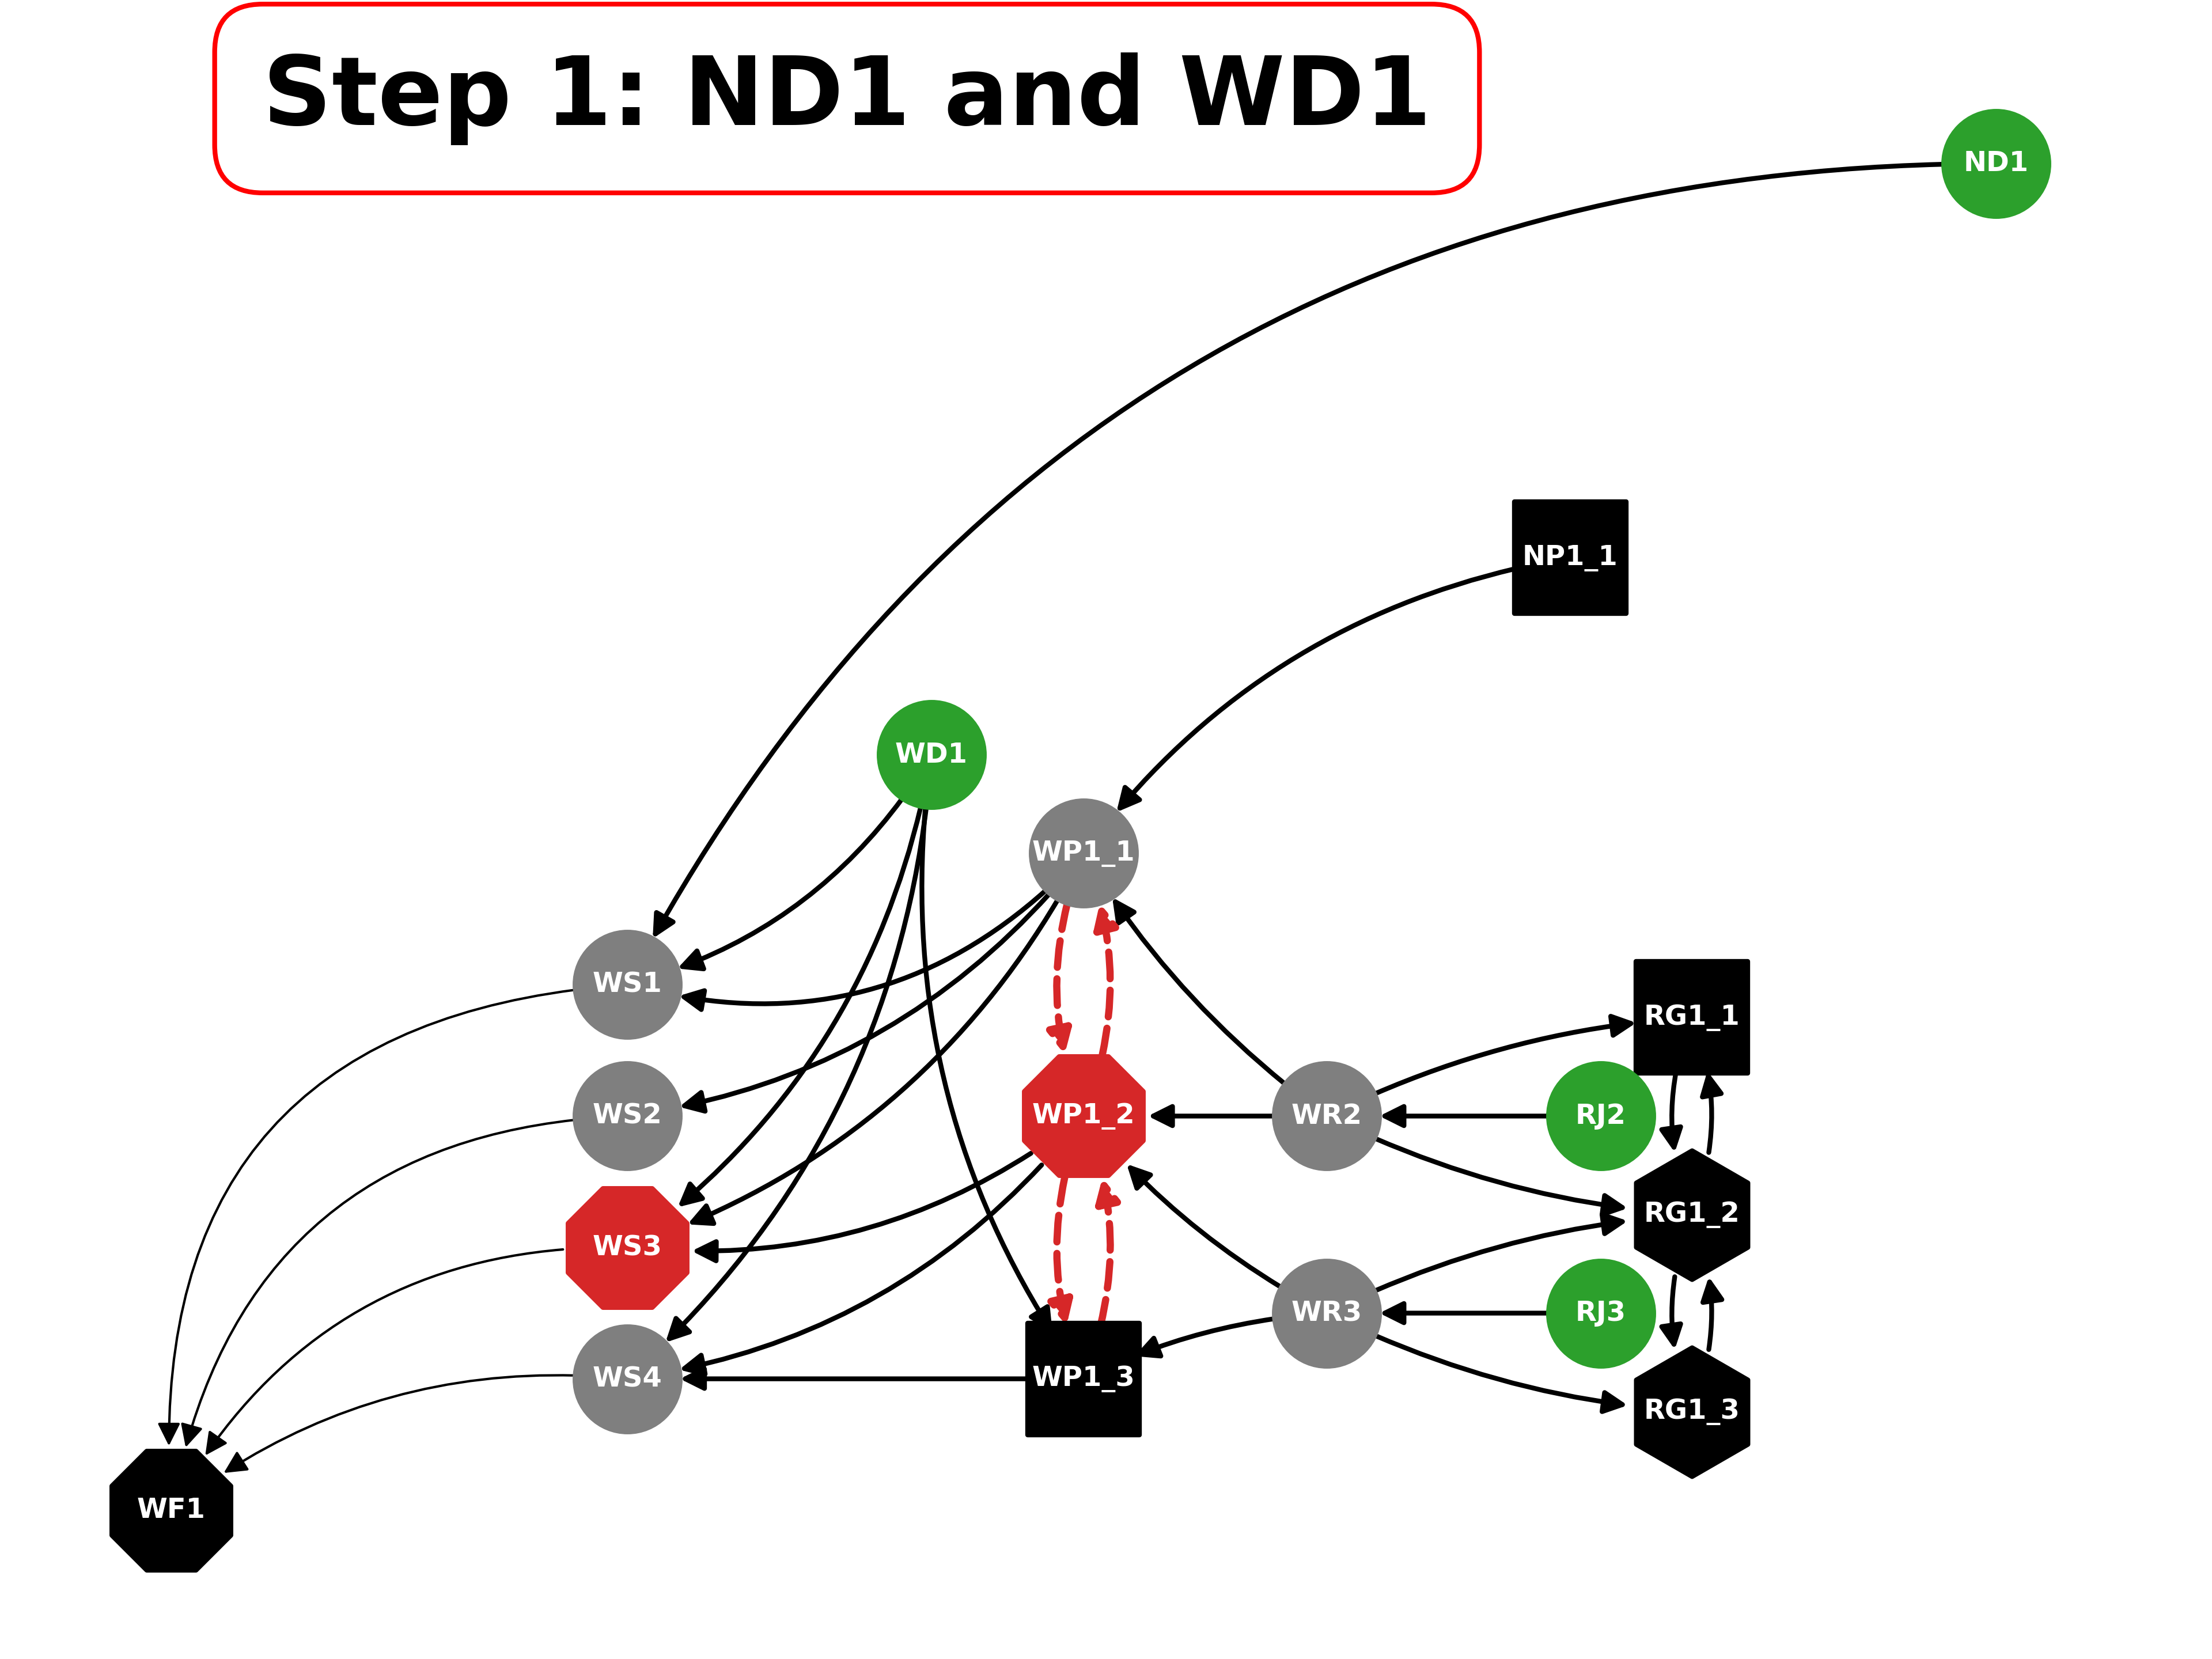 Step 1: ND1 and WD1
ND1
NP1_1
WD1
WP1_1
WS1
RG1_1
WS2
WP1_2
WR2
RJ2
RG1_2
WS3
WR3
RJ3
WS4
WP1_3
RG1_3
WF1